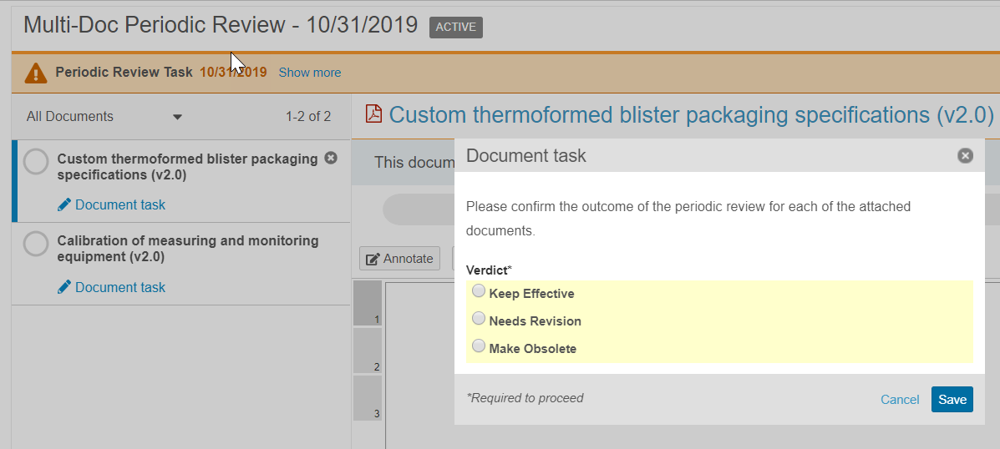 Multi-Doc Periodic Review - 10/31/2019 ACTIVE
Periodic Review Task 10/31/2019 Show more
All Documents 1-2 of 2
Custom thermoformed blister packaging
specifications (v2.0)
Document task
Calibration of measuring and monitoring
equipment (v2.0)
Document task
Custom thermoformed blister packaging specifications (v2.0)
This docum
Annotate
1
2
3
Document task
Please confirm the outcome of the periodic review for each of the attached
documents.
Verdict*
Keep Effective
Needs Revision
Make Obsolete
*Required to proceed
Cancel Save